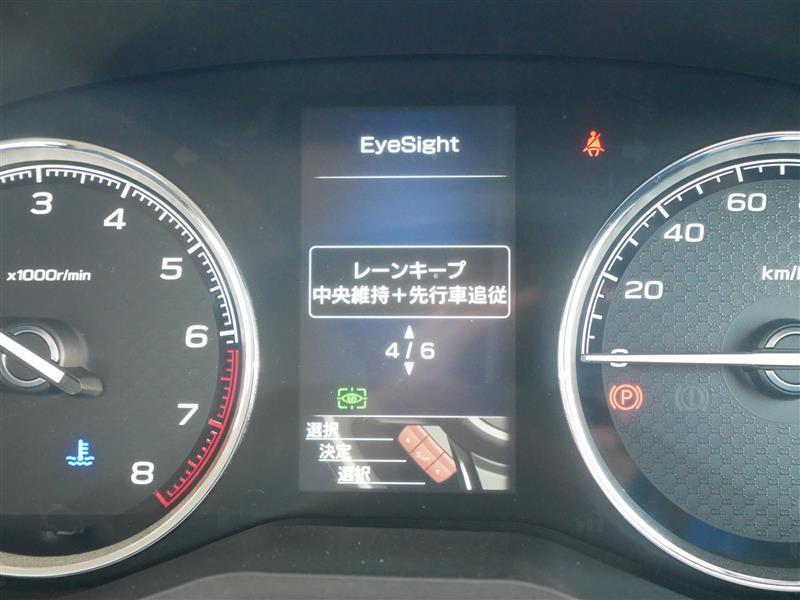 EyeSight
レーンキープ
中央維持＋先行車追従
4 / 6
選択
決定
選択
3
4
5
6
7
8
x1000r/min
0
20
40
60
P